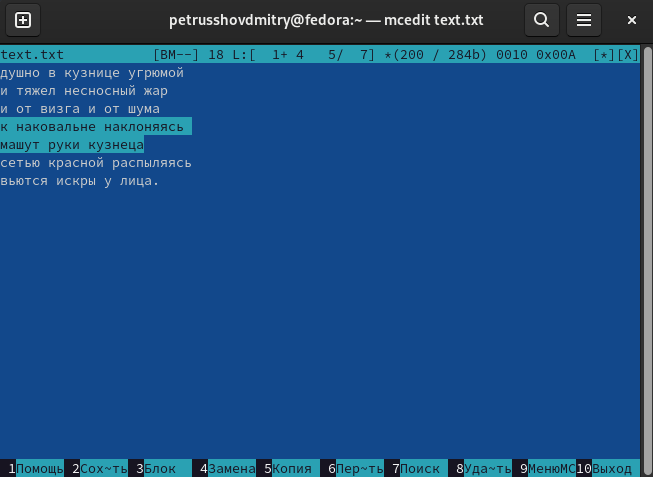 petrusshovdmitry@fedora:~ — mcedit text.txt
text.txt [BM--] 18 L:[ 1+ 4 5/ 7] *(200 / 284b) 0010 0x00A [*][X]
душно в кузнице угрюмой
и тяжел несносный жар
и от визга и от шума
к наковальне наклоняясь
машут руки кузнеца
сетью красной распыляясь
вьются искры у лица.
1Помощь 2Сох~ть 3Блок 4Замена 5Копия 6Пер~ть 7Поиск 8Уда~ть 9МенюMC 10Выход